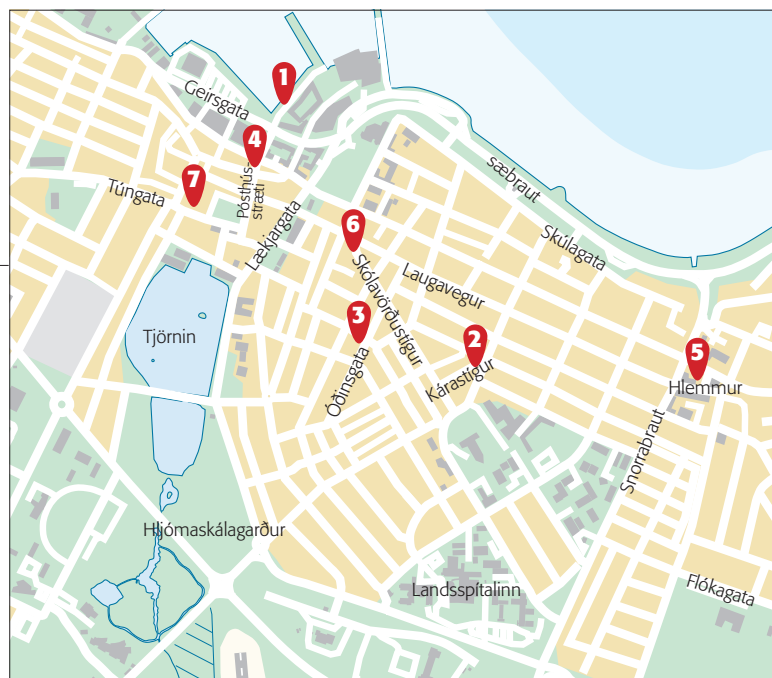 1
Geirsgata
4
Pósthús-
stræti
7
Túngata
Lækjargata
sæbraut
Skúlagata
6
Skólavörðustígur
Laugavegur
3
Óðinsgata
2
Kárastígur
5
Hlemmur
Tjörnin
Snorrabraut
Hljómaskálagarður
Landsspítalinn
Flókagata